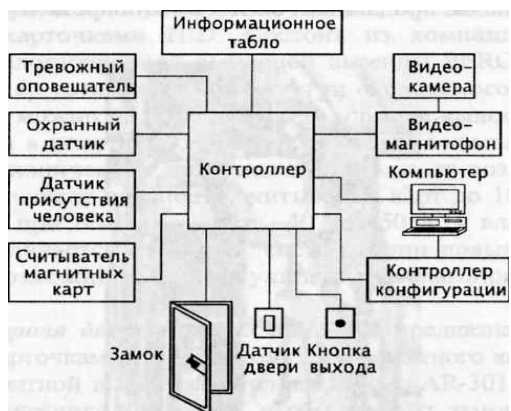 Информационное
табло
Тревожный
оповещатель
Видео-
камера
Охранный
датчик
Видео-
магнитофон
Контроллер
Компьютер
Датчик
присутствия
человека
Считыватель
магнитных
карт
Контроллер
конфигурации
Замок
Датчик
двери
Кнопка
выхода